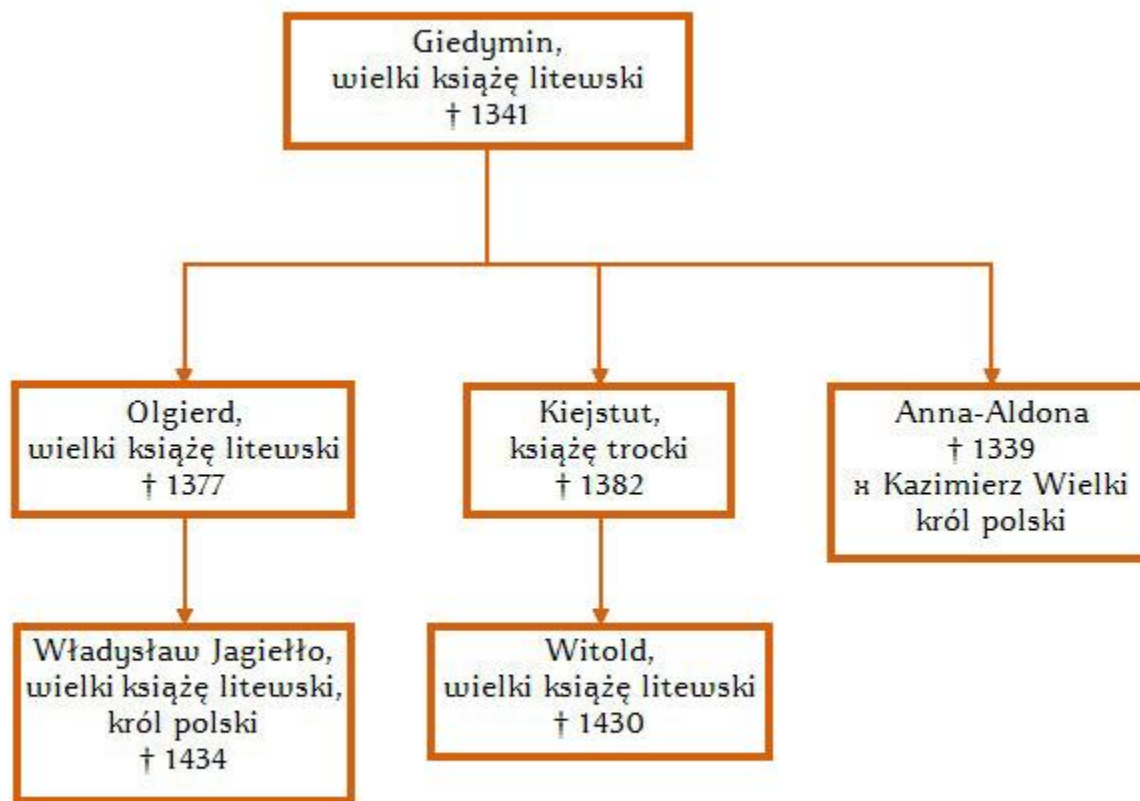 Giedymin,
wielki książę litewski
† 1341
Olgierd,
wielki książę litewski
† 1377
Kiejstut,
książę trocki
† 1382
Anna-Aldona
† 1339
ꓘ Kazimierz Wielki
król polski
Władysław Jagiełło,
wielki książę litewski,
król polski
† 1434
Witold,
wielki książę litewski
† 1430